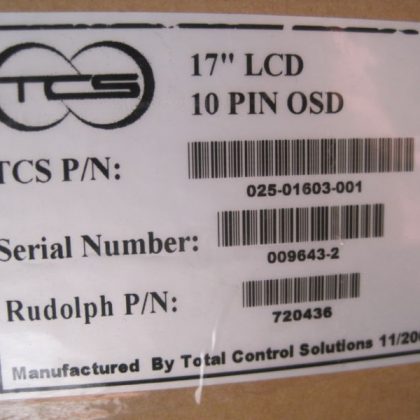 TCS
17" LCD
10 PIN OSD
TCS P/N:
025-01603-001
Serial Number:
009643-2
Rudolph P/N:
720436
Manufactured By Total Control Solutions